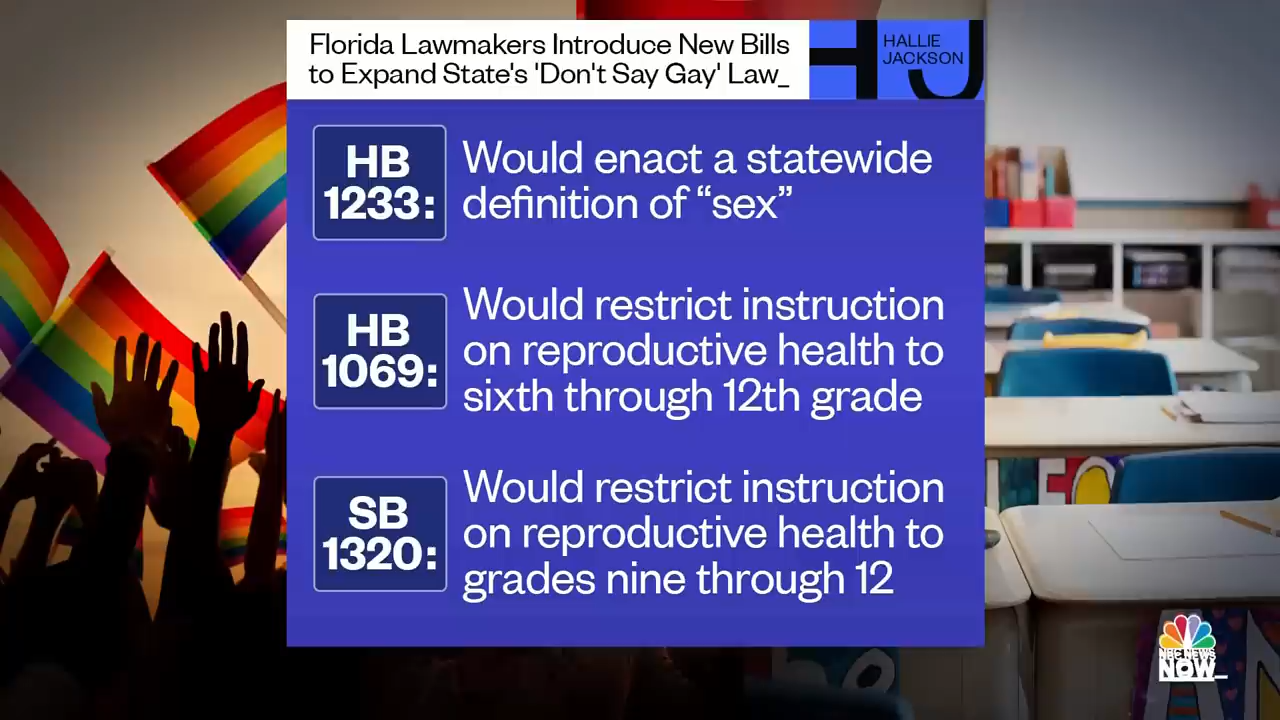 Florida Lawmakers Introduce New Bills
to Expand State's 'Don't Say Gay' Law_
HALLIE
JACKSON
HJ
HB
1233:
Would enact a statewide
definition of “sex”
HB
1069:
Would restrict instruction
on reproductive health to
sixth through 12th grade
SB
1320:
Would restrict instruction
on reproductive health to
grades nine through 12
NBC NEWS
NOW_